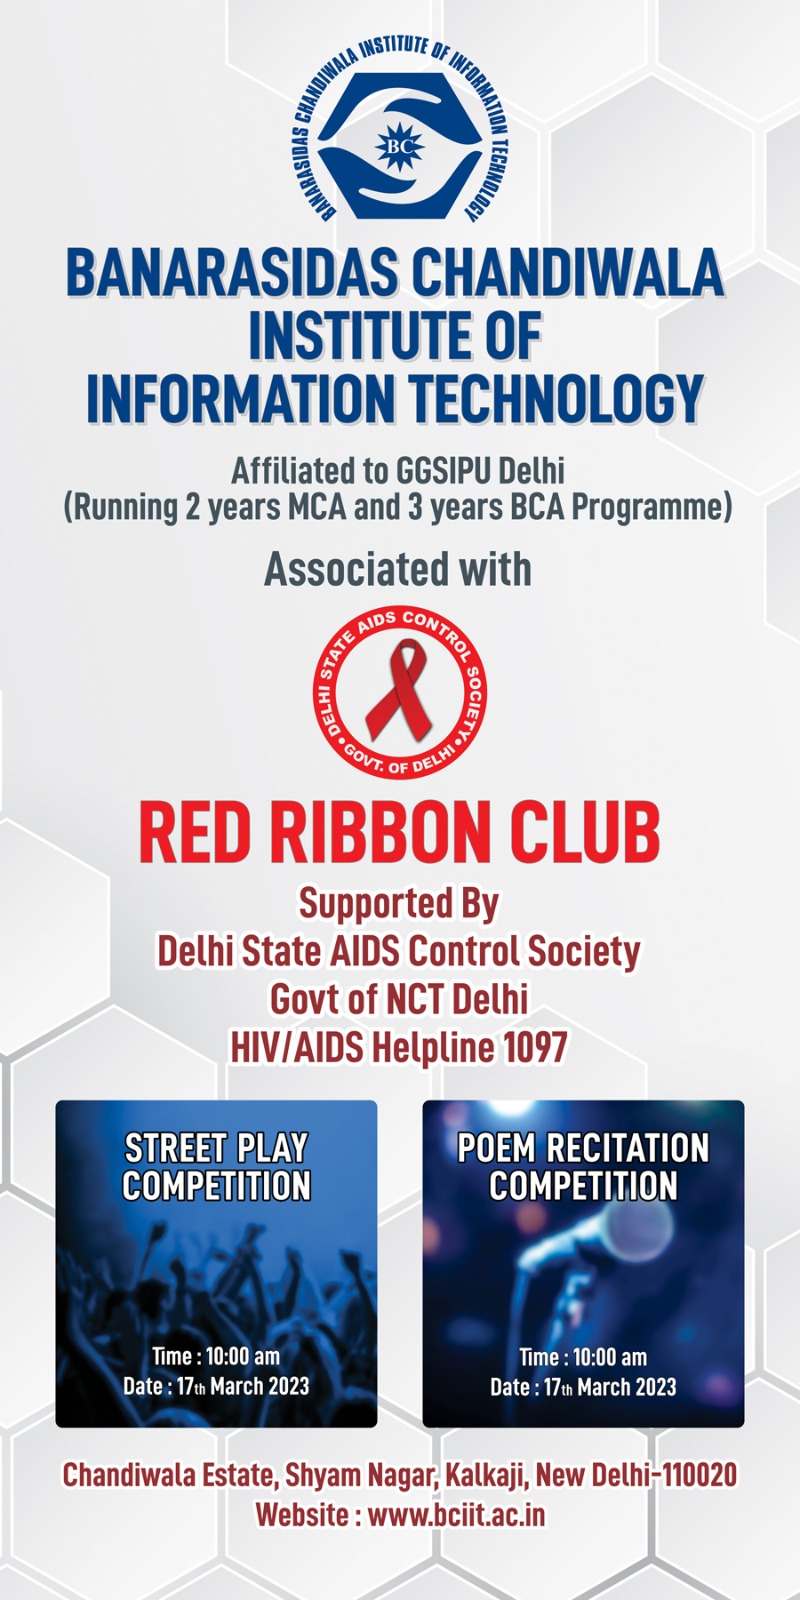 BANARASIDAS CHANDIWALA INSTITUTE OF INFORMATION TECHNOLOGY
BC
BANARASIDAS CHANDIWALA
INSTITUTE OF
INFORMATION TECHNOLOGY
Affiliated to GGSIPU Delhi
(Running 2 years MCA and 3 years BCA Programme)
Associated with
DELHI STATE AIDS CONTROL SOCIETY
• GOVT. OF DELHI •
RED RIBBON CLUB
Supported By
Delhi State AIDS Control Society
Govt of NCT Delhi
HIV/AIDS Helpline 1097
STREET PLAY
COMPETITION
Time : 10:00 am
Date : 17th March 2023
POEM RECITATION
COMPETITION
Time : 10:00 am
Date : 17th March 2023
Chandiwala Estate, Shyam Nagar, Kalkaji, New Delhi-110020
Website : www.bciit.ac.in